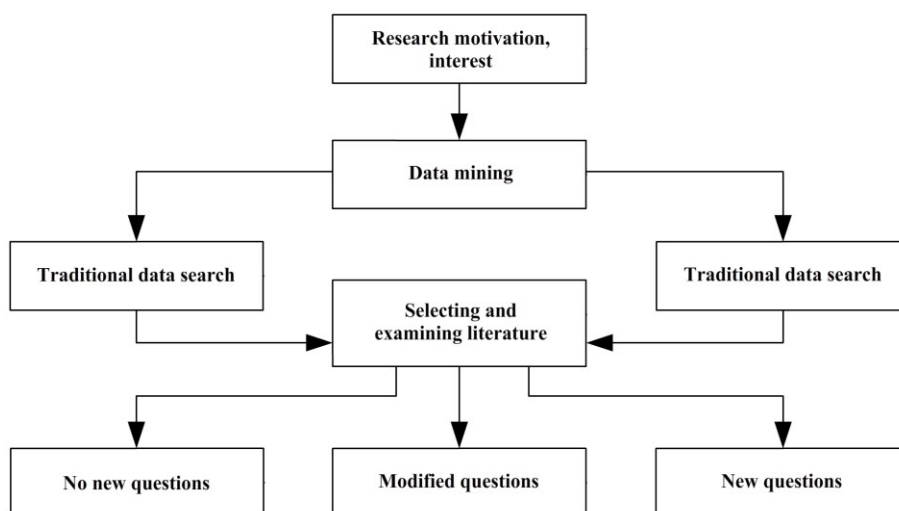 Research motivation,
interest
Data mining
Traditional data search
Traditional data search
Selecting and
examining literature
No new questions
Modified questions
New questions